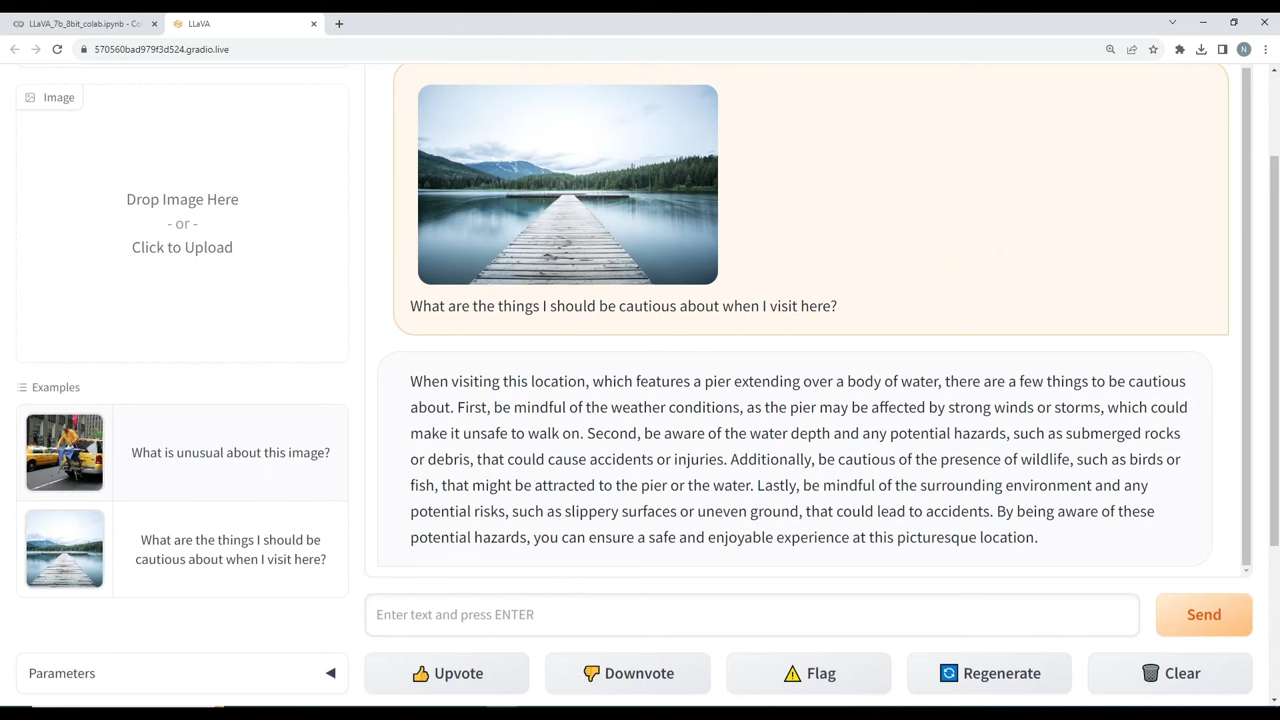 LLaVA_7b_8bit_colab.ipynb - Co
LLaVA
570560bad979f3d524.gradio.live
N
Image
Drop Image Here
- or -
Click to Upload
Examples
What is unusual about this image?
What are the things I should be
cautious about when I visit here?
Parameters
What are the things I should be cautious about when I visit here?
When visiting this location, which features a pier extending over a body of water, there are a few things to be cautious
about. First, be mindful of the weather conditions, as the pier may be affected by strong winds or storms, which could
make it unsafe to walk on. Second, be aware of the water depth and any potential hazards, such as submerged rocks
or debris, that could cause accidents or injuries. Additionally, be cautious of the presence of wildlife, such as birds or
fish, that might be attracted to the pier or the water. Lastly, be mindful of the surrounding environment and any
potential risks, such as slippery surfaces or uneven ground, that could lead to accidents. By being aware of these
potential hazards, you can ensure a safe and enjoyable experience at this picturesque location.
Enter text and press ENTER
Send
Upvote
Downvote
Flag
Regenerate
Clear